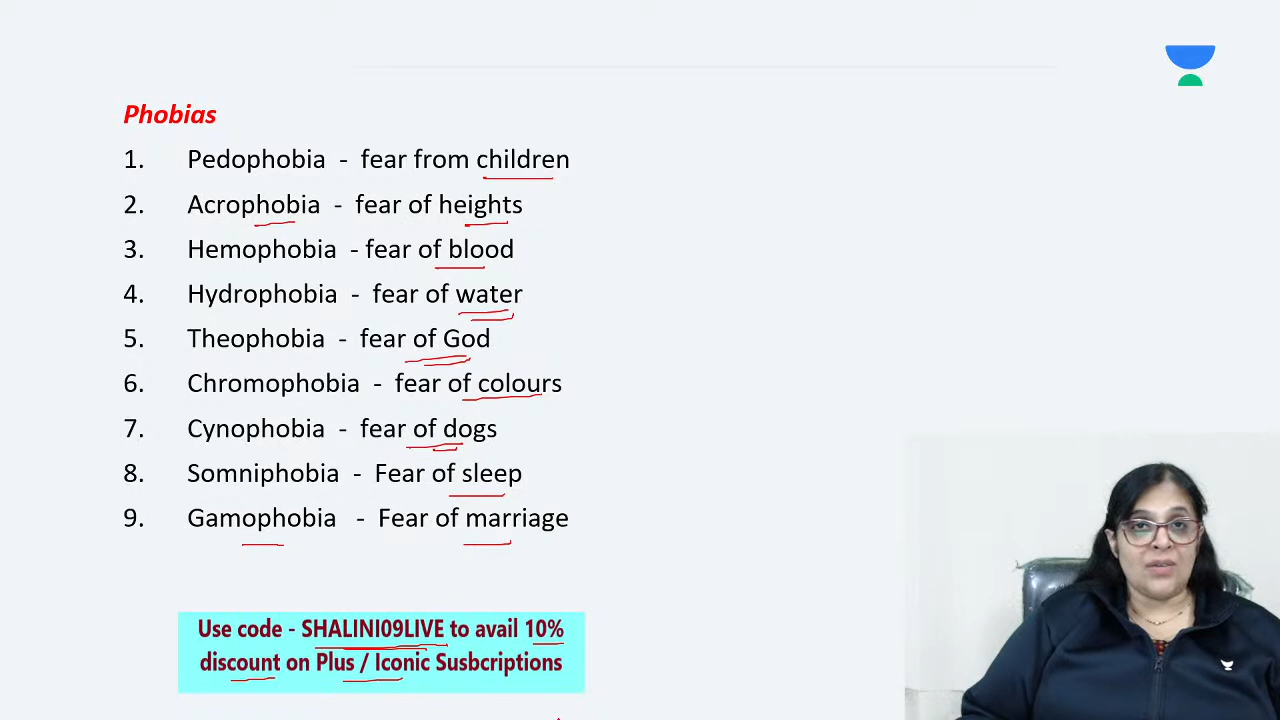 Phobias
1. Pedophobia - fear from children
2. Acrophobia - fear of heights
3. Hemophobia - fear of blood
4. Hydrophobia - fear of water
5. Theophobia - fear of God
6. Chromophobia - fear of colours
7. Cynophobia - fear of dogs
8. Somniphobia - Fear of sleep
9. Gamophobia - Fear of marriage
Use code - SHALINI09LIVE to avail 10%
discount on Plus / Iconic Susbcriptions